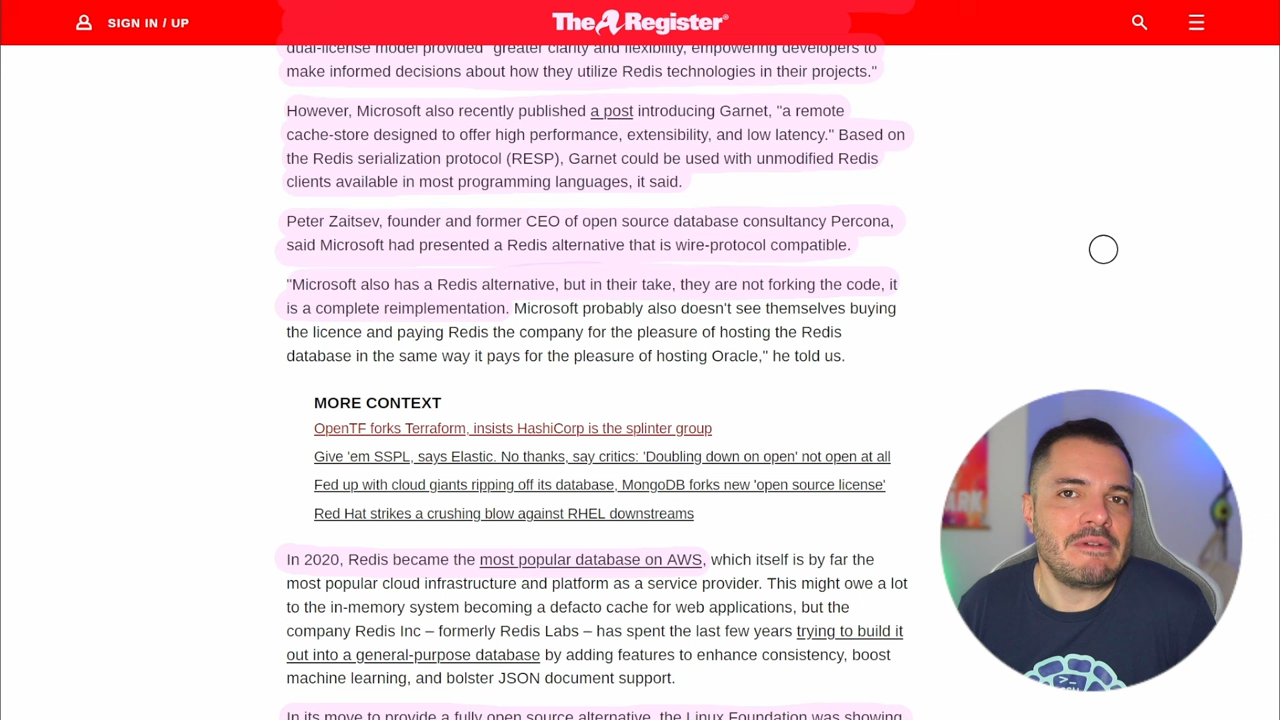 SIGN IN / UP
The Register®
dual-license model provided "greater clarity and flexibility, empowering developers to
make informed decisions about how they utilize Redis technologies in their projects."
However, Microsoft also recently published a post introducing Garnet, "a remote
cache-store designed to offer high performance, extensibility, and low latency." Based on
the Redis serialization protocol (RESP), Garnet could be used with unmodified Redis
clients available in most programming languages, it said.
Peter Zaitsev, founder and former CEO of open source database consultancy Percona,
said Microsoft had presented a Redis alternative that is wire-protocol compatible.
"Microsoft also has a Redis alternative, but in their take, they are not forking the code, it
is a complete reimplementation. Microsoft probably also doesn't see themselves buying
the licence and paying Redis the company for the pleasure of hosting the Redis
database in the same way it pays for the pleasure of hosting Oracle," he told us.
MORE CONTEXT
OpenTF forks Terraform, insists HashiCorp is the splinter group
Give 'em SSPL, says Elastic. No thanks, say critics: 'Doubling down on open' not open at all
Fed up with cloud giants ripping off its database, MongoDB forks new 'open source license'
Red Hat strikes a crushing blow against RHEL downstreams
In 2020, Redis became the most popular database on AWS, which itself is by far the
most popular cloud infrastructure and platform as a service provider. This might owe a lot
to the in-memory system becoming a defacto cache for web applications, but the
company Redis Inc – formerly Redis Labs – has spent the last few years trying to build it
out into a general-purpose database by adding features to enhance consistency, boost
machine learning, and bolster JSON document support.
In its move to provide a fully open source alternative, the Linux Foundation was showing